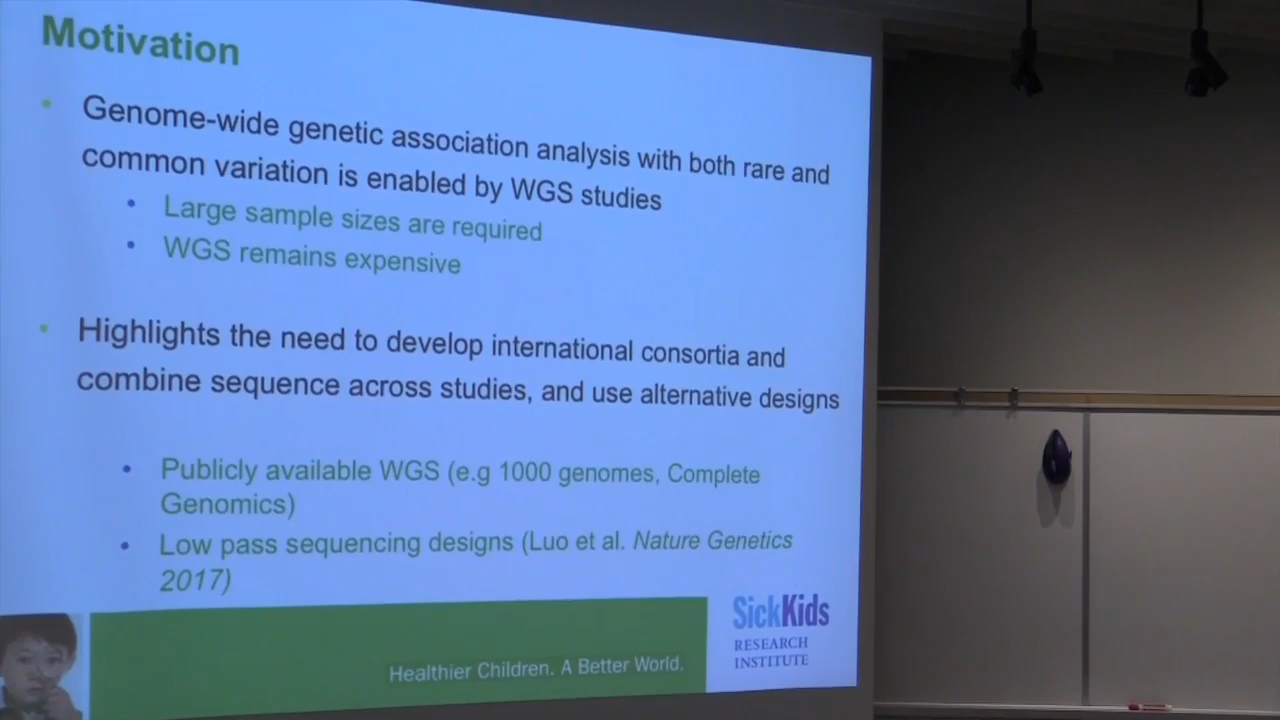 Motivation
Genome-wide genetic association analysis with both rare and
common variation is enabled by WGS studies
Large sample sizes are required
WGS remains expensive
Highlights the need to develop international consortia and
combine sequence across studies, and use alternative designs
Publicly available WGS (e.g 1000 genomes, Complete
Genomics)
Low pass sequencing designs (Luo et al. Nature Genetics
2017)
Healthier Children. A Better World.
SickKids
RESEARCH
INSTITUTE